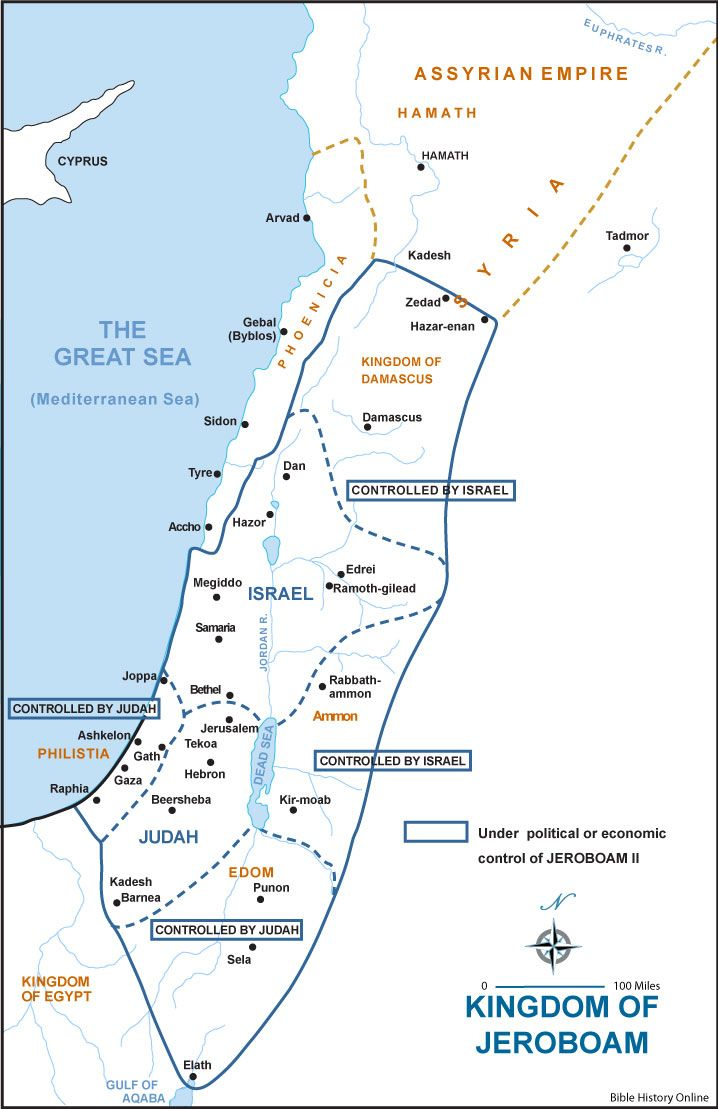 EUPHRATES R.
ASSYRIAN EMPIRE
HAMATH
HAMATH
CYPRUS
SYRIA
Tadmor
Arvad
Kadesh
PHOENICIA
Zedad
Hazar-enan
THE
GREAT SEA
(Mediterranean Sea)
Gebal
(Byblos)
KINGDOM OF
DAMASCUS
Sidon
Damascus
Dan
Tyre
CONTROLLED BY ISRAEL
Accho
Hazor
Edrei
Ramoth-gilead
Megiddo
ISRAEL
Samaria
JORDAN R.
Joppa
Bethel
Rabbath-
ammon
CONTROLLED BY JUDAH
Ammon
Jerusalem
Ashkelon
PHILISTIA
Gath
Tekoa
DEAD SEA
CONTROLLED BY ISRAEL
Gaza
Hebron
Raphia
Beersheba
Kir-moab
JUDAH
Under political or economic
control of JEROBOAM II
EDOM
Kadesh
Barnea
Punon
N
CONTROLLED BY JUDAH
Sela
KINGDOM
OF EGYPT
0 100 Miles
KINGDOM OF
JEROBOAM
Elath
GULF OF
AQABA
Bible History Online